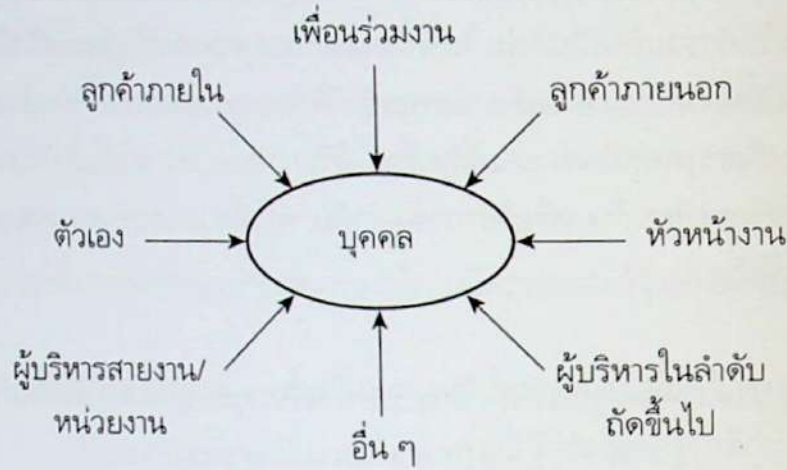 เพื่อนร่วมงาน
ลูกค้าภายใน
ลูกค้าภายนอก
ตัวเอง
บุคคล
หัวหน้างาน
ผู้บริหารสายงาน/
หน่วยงาน
อื่น ๆ
ผู้บริหารในลำดับ
ถัดขึ้นไป